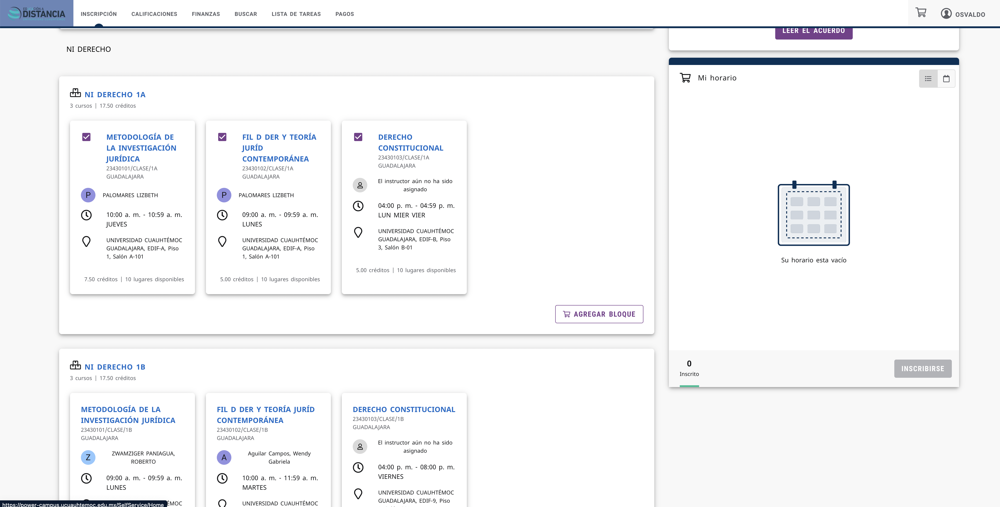 EDUCACIÓN A
DISTANCIA
UNIVERSIDAD CUAUHTÉMOC
INSCRIPCIÓN
CALIFICACIONES
FINANZAS
BUSCAR
LISTA DE TAREAS
PAGOS
OSVALDO
LEER EL ACUERDO
NI DERECHO
NI DERECHO 1A
3 cursos | 17.50 créditos
METODOLOGÍA DE
LA INVESTIGACIÓN
JURÍDICA
23430101/CLASE/1A
GUADALAJARA
P
PALOMARES LIZBETH
10:00 a. m. - 10:59 a. m.
JUEVES
UNIVERSIDAD CUAUHTÉMOC
GUADALAJARA, EDIF-A, Piso
1, Salón A-101
7.50 créditos | 10 lugares disponibles
FIL D DER Y TEORÍA
JURÍD
CONTEMPORÁNEA
23430102/CLASE/1A
GUADALAJARA
P
PALOMARES LIZBETH
09:00 a. m. - 09:59 a. m.
LUNES
UNIVERSIDAD CUAUHTÉMOC
GUADALAJARA, EDIF-A, Piso
1, Salón A-101
5.00 créditos | 10 lugares disponibles
DERECHO
CONSTITUCIONAL
23430103/CLASE/1A
GUADALAJARA
El instructor aún no ha sido
asignado
04:00 p. m. - 04:59 p. m.
LUN MIER VIER
UNIVERSIDAD CUAUHTÉMOC
GUADALAJARA, EDIF-B, Piso
3, Salón B-01
5.00 créditos | 10 lugares disponibles
AGREGAR BLOQUE
NI DERECHO 1B
3 cursos | 17.50 créditos
METODOLOGÍA DE LA
INVESTIGACIÓN JURÍDICA
23430101/CLASE/1B
GUADALAJARA
Z
ZWAMZIGER PANIAGUA,
ROBERTO
09:00 a. m. - 09:59 a. m.
LUNES
FIL D DER Y TEORÍA JURÍD
CONTEMPORÁNEA
23430102/CLASE/1B
GUADALAJARA
A
Aguilar Campos, Wendy
Gabriela
10:00 a. m. - 11:59 a. m.
MARTES
UNIVERSIDAD CUAUHTÉMOC
DERECHO CONSTITUCIONAL
23430103/CLASE/1B
GUADALAJARA
El instructor aún no ha sido
asignado
04:00 p. m. - 08:00 p. m.
VIERNES
UNIVERSIDAD CUAUHTÉMOC
GUADALAJARA, EDIF-9, Piso
Mi horario
Su horario esta vacío
0
Inscrito
INSCRIBIRSE
https://power-campus.ucuauhtemoc.edu.mx/SelfService/Home